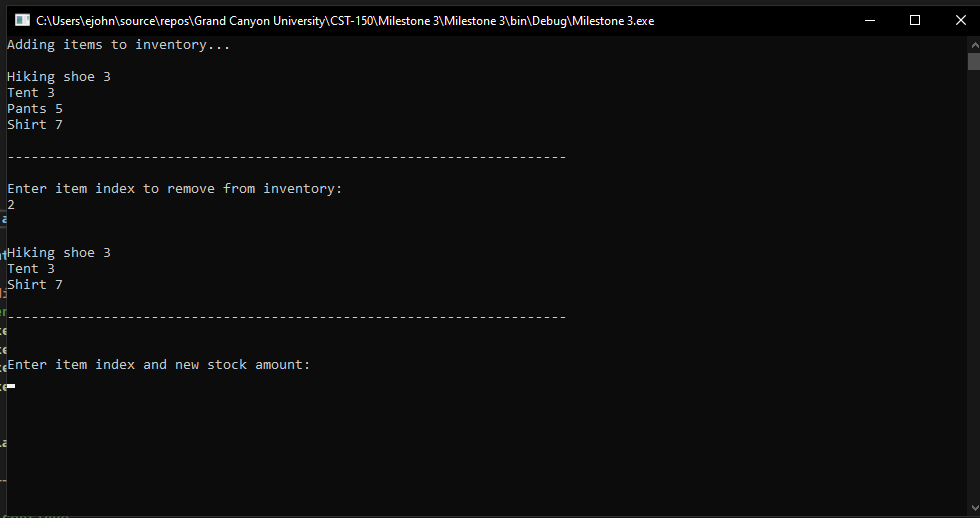 C:\Users\ejohn\source\repos\Grand Canyon University\CST-150\Milestone 3\Milestone 3\bin\Debug\Milestone 3.exe
Adding items to inventory...
Hiking shoe 3
Tent 3
Pants 5
Shirt 7
----------------------------------------------------------------------
Enter item index to remove from inventory:
2
Hiking shoe 3
Tent 3
Shirt 7
----------------------------------------------------------------------
Enter item index and new stock amount: